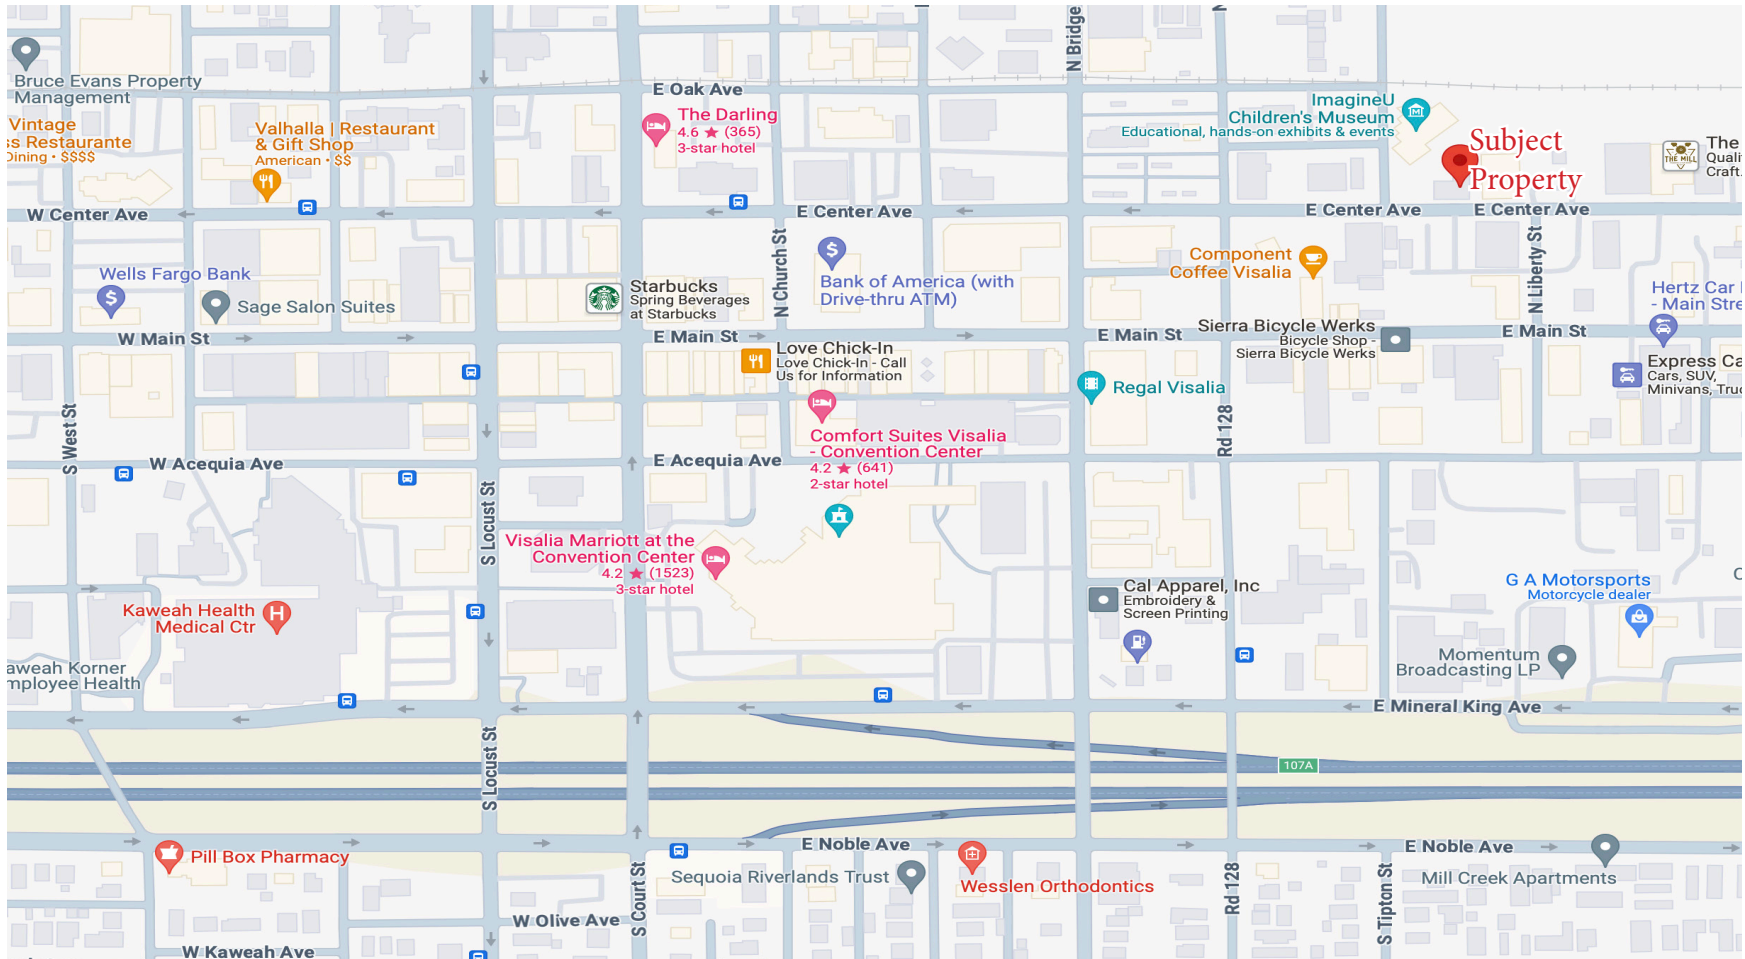 N Bridge
E Oak Ave
Bruce Evans Property
Management
Vintage
ss Restaurante
Dining • $$$$
Valhalla | Restaurant
& Gift Shop
American • $$
The Darling
4.6 ★ (365)
3-star hotel
ImagineU
Children's Museum
Educational, hands-on exhibits & events
Subject
Property
THE MILL
The
Quali
Craft.
W Center Ave
E Center Ave
E Center Ave
E Center Ave
N Church St
N Liberty St
Wells Fargo Bank
Sage Salon Suites
Starbucks
Spring Beverages
at Starbucks
Bank of America (with
Drive-thru ATM)
Component
Coffee Visalia
Hertz Car
- Main Stre
W Main St
E Main St
E Main St
E Main St
Sierra Bicycle Werks
Bicycle Shop -
Sierra Bicycle Werks
Love Chick-In
Love Chick-In - Call
Us for Information
Express Ca
Cars, SUV,
Minivans, Truc
Regal Visalia
S West St
Rd 128
Comfort Suites Visalia
- Convention Center
4.2 ★ (641)
2-star hotel
W Acequia Ave
E Acequia Ave
S Locust St
Visalia Marriott at the
Convention Center
4.2 ★ (1523)
3-star hotel
Cal Apparel, Inc
Embroidery &
Screen Printing
G A Motorsports
Motorcycle dealer
Kaweah Health
Medical Ctr
H
aweah Korner
mployee Health
Momentum
Broadcasting LP
E Mineral King Ave
S Locust St
107A
E Noble Ave
E Noble Ave
Pill Box Pharmacy
Sequoia Riverlands Trust
Wesslen Orthodontics
Mill Creek Apartments
S Court St
Rd 128
S Tipton St
W Olive Ave
W Kaweah Ave